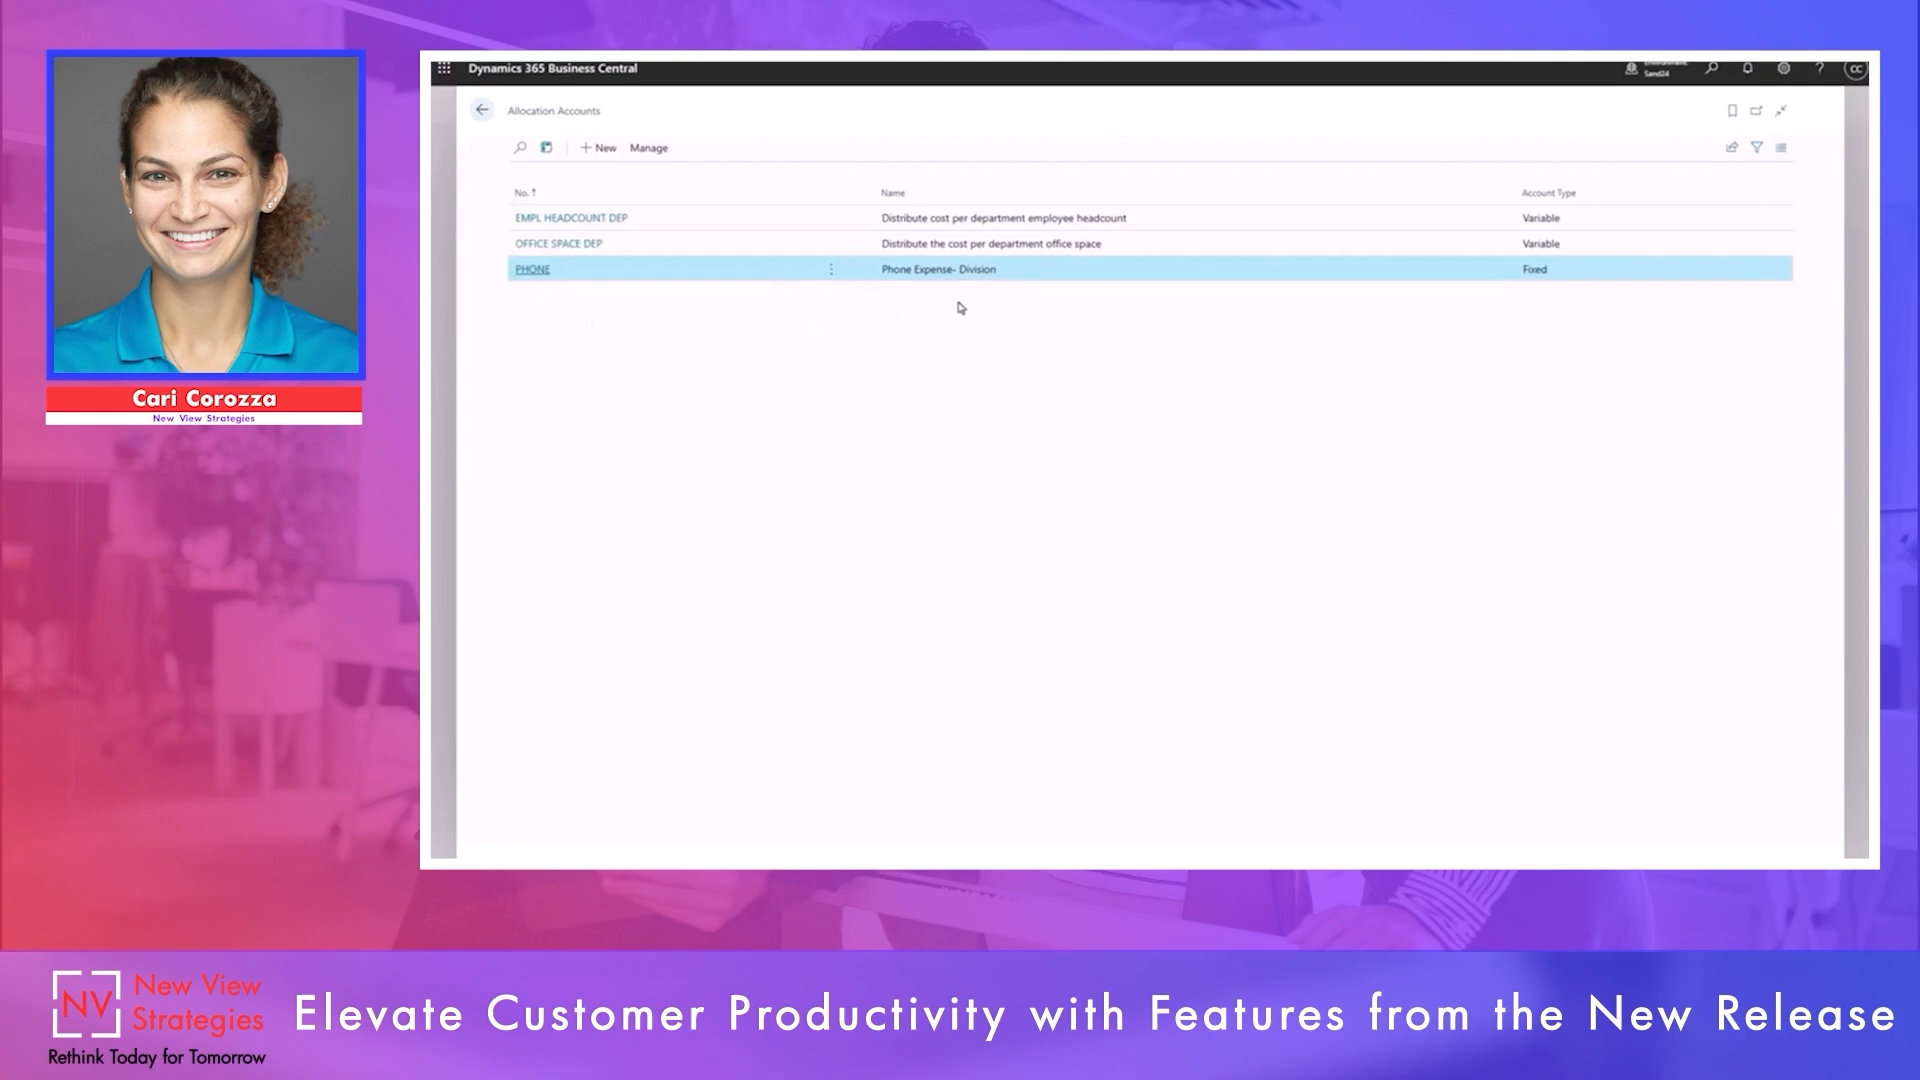 Dynamics 365 Business Central
Sand24
CC
Allocation Accounts
New Manage
No. ↑ Name Account Type
EMPL HEADCOUNT DEP Distribute cost per department employee headcount Variable
OFFICE SPACE DEP Distribute the cost per department office space Variable
PHONE Phone Expense- Division Fixed
Cari Corozza
New View Strategies
NV
New View
Strategies
Rethink Today for Tomorrow
Elevate Customer Productivity with Features from the New Release